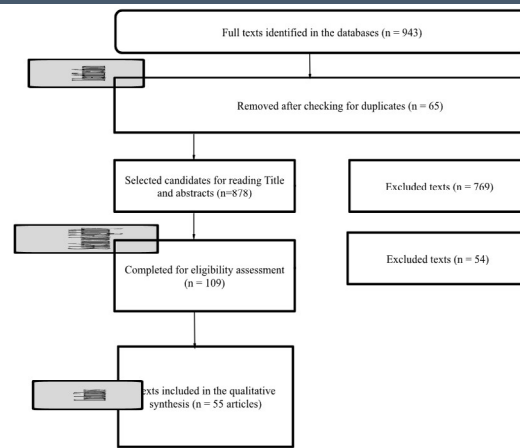 Full texts identified in the databases (n = 943)
Removed after checking for duplicates (n = 65)
Selected candidates for reading Title
and abstracts (n=878)
Excluded texts (n = 769)
Completed for eligibility assessment
(n = 109)
Excluded texts (n = 54)
exts included in the qualitative
synthesis (n = 55 articles)